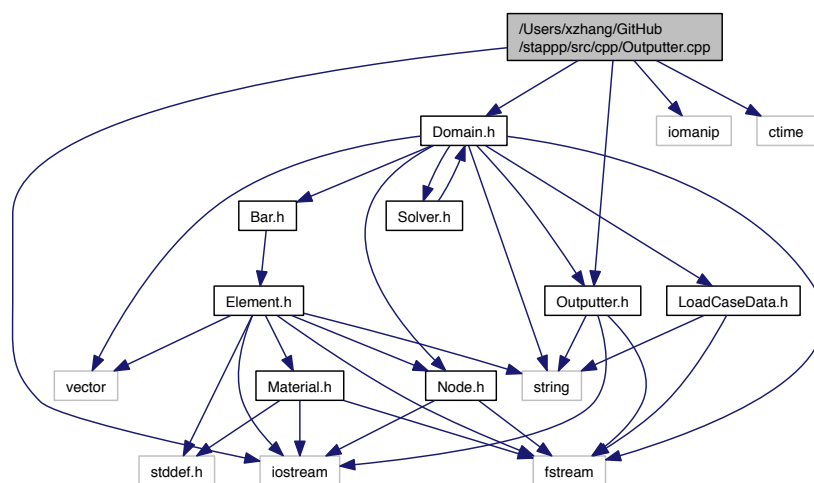 /Users/xzhang/GitHub
/stappp/src/cpp/Outputter.cpp
Domain.h
iomanip
ctime
Bar.h
Solver.h
Element.h
Outputter.h
LoadCaseData.h
vector
Material.h
Node.h
string
stddef.h
iostream
fstream